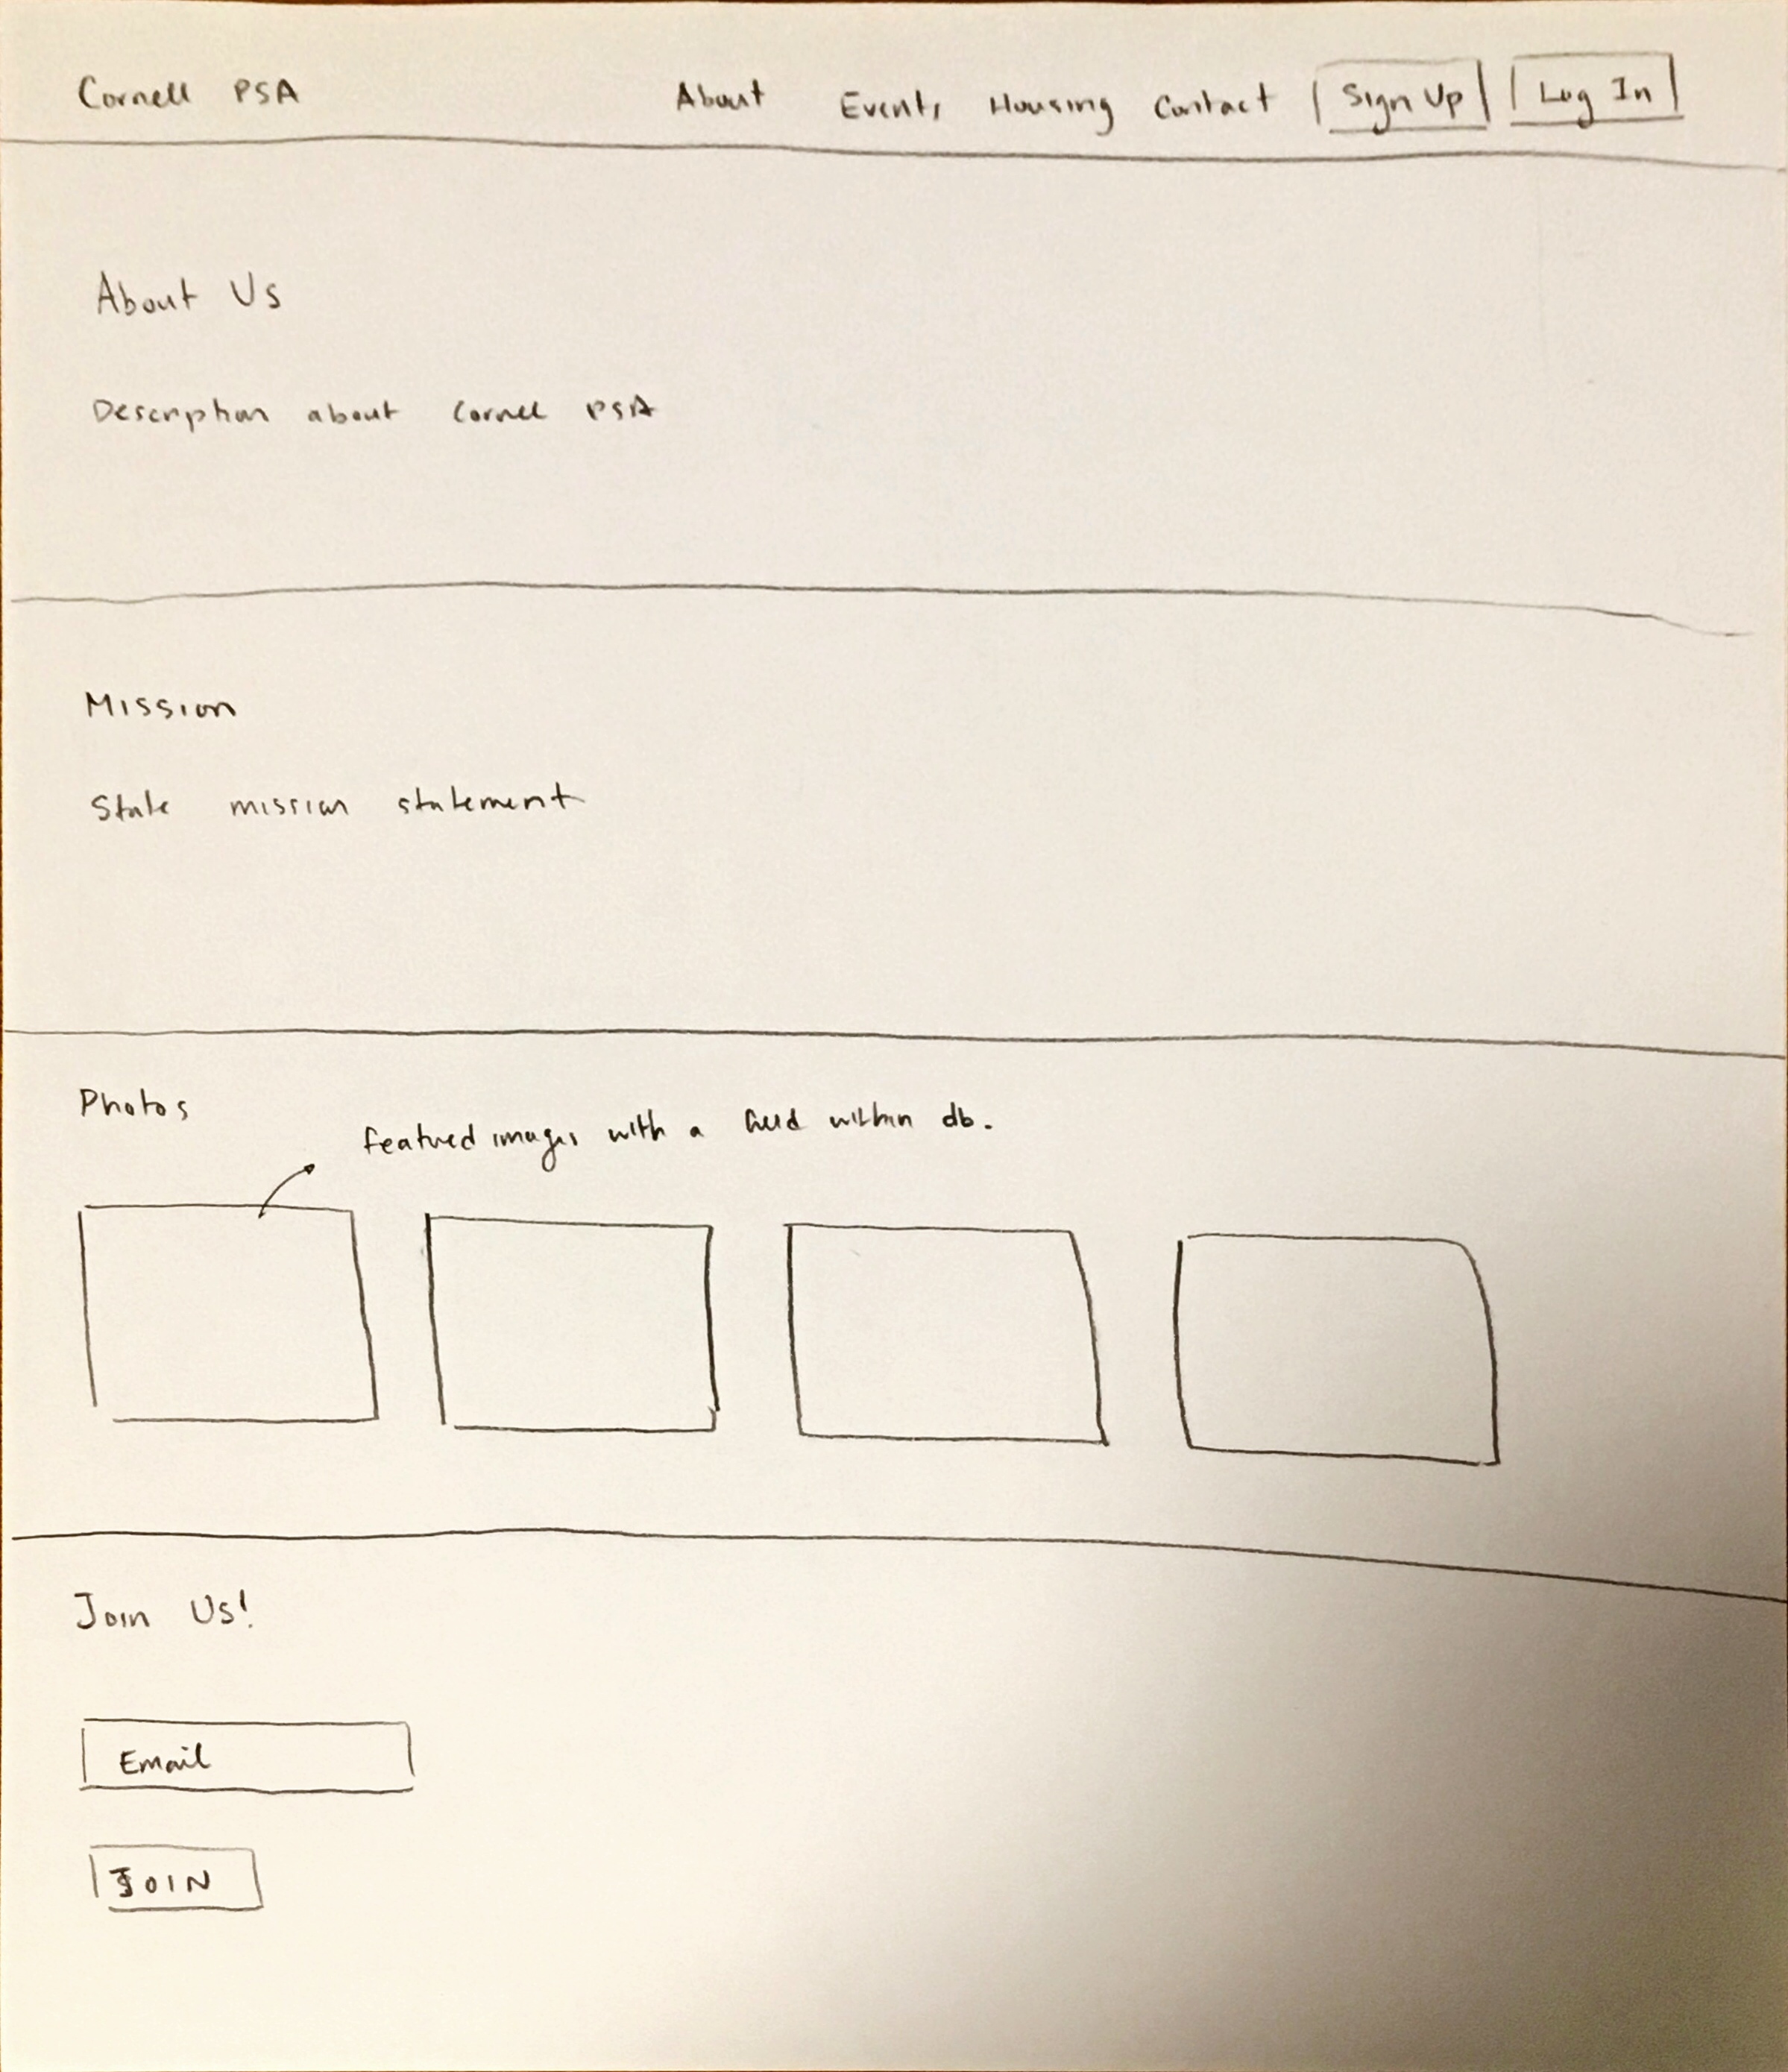 Cornell PSA About Events Housing Contact Sign Up Log In
About Us
Description about Cornell PSA
Mission
State mission statement
Photos
featured images with a field within db.
Join Us!
Email
JOIN